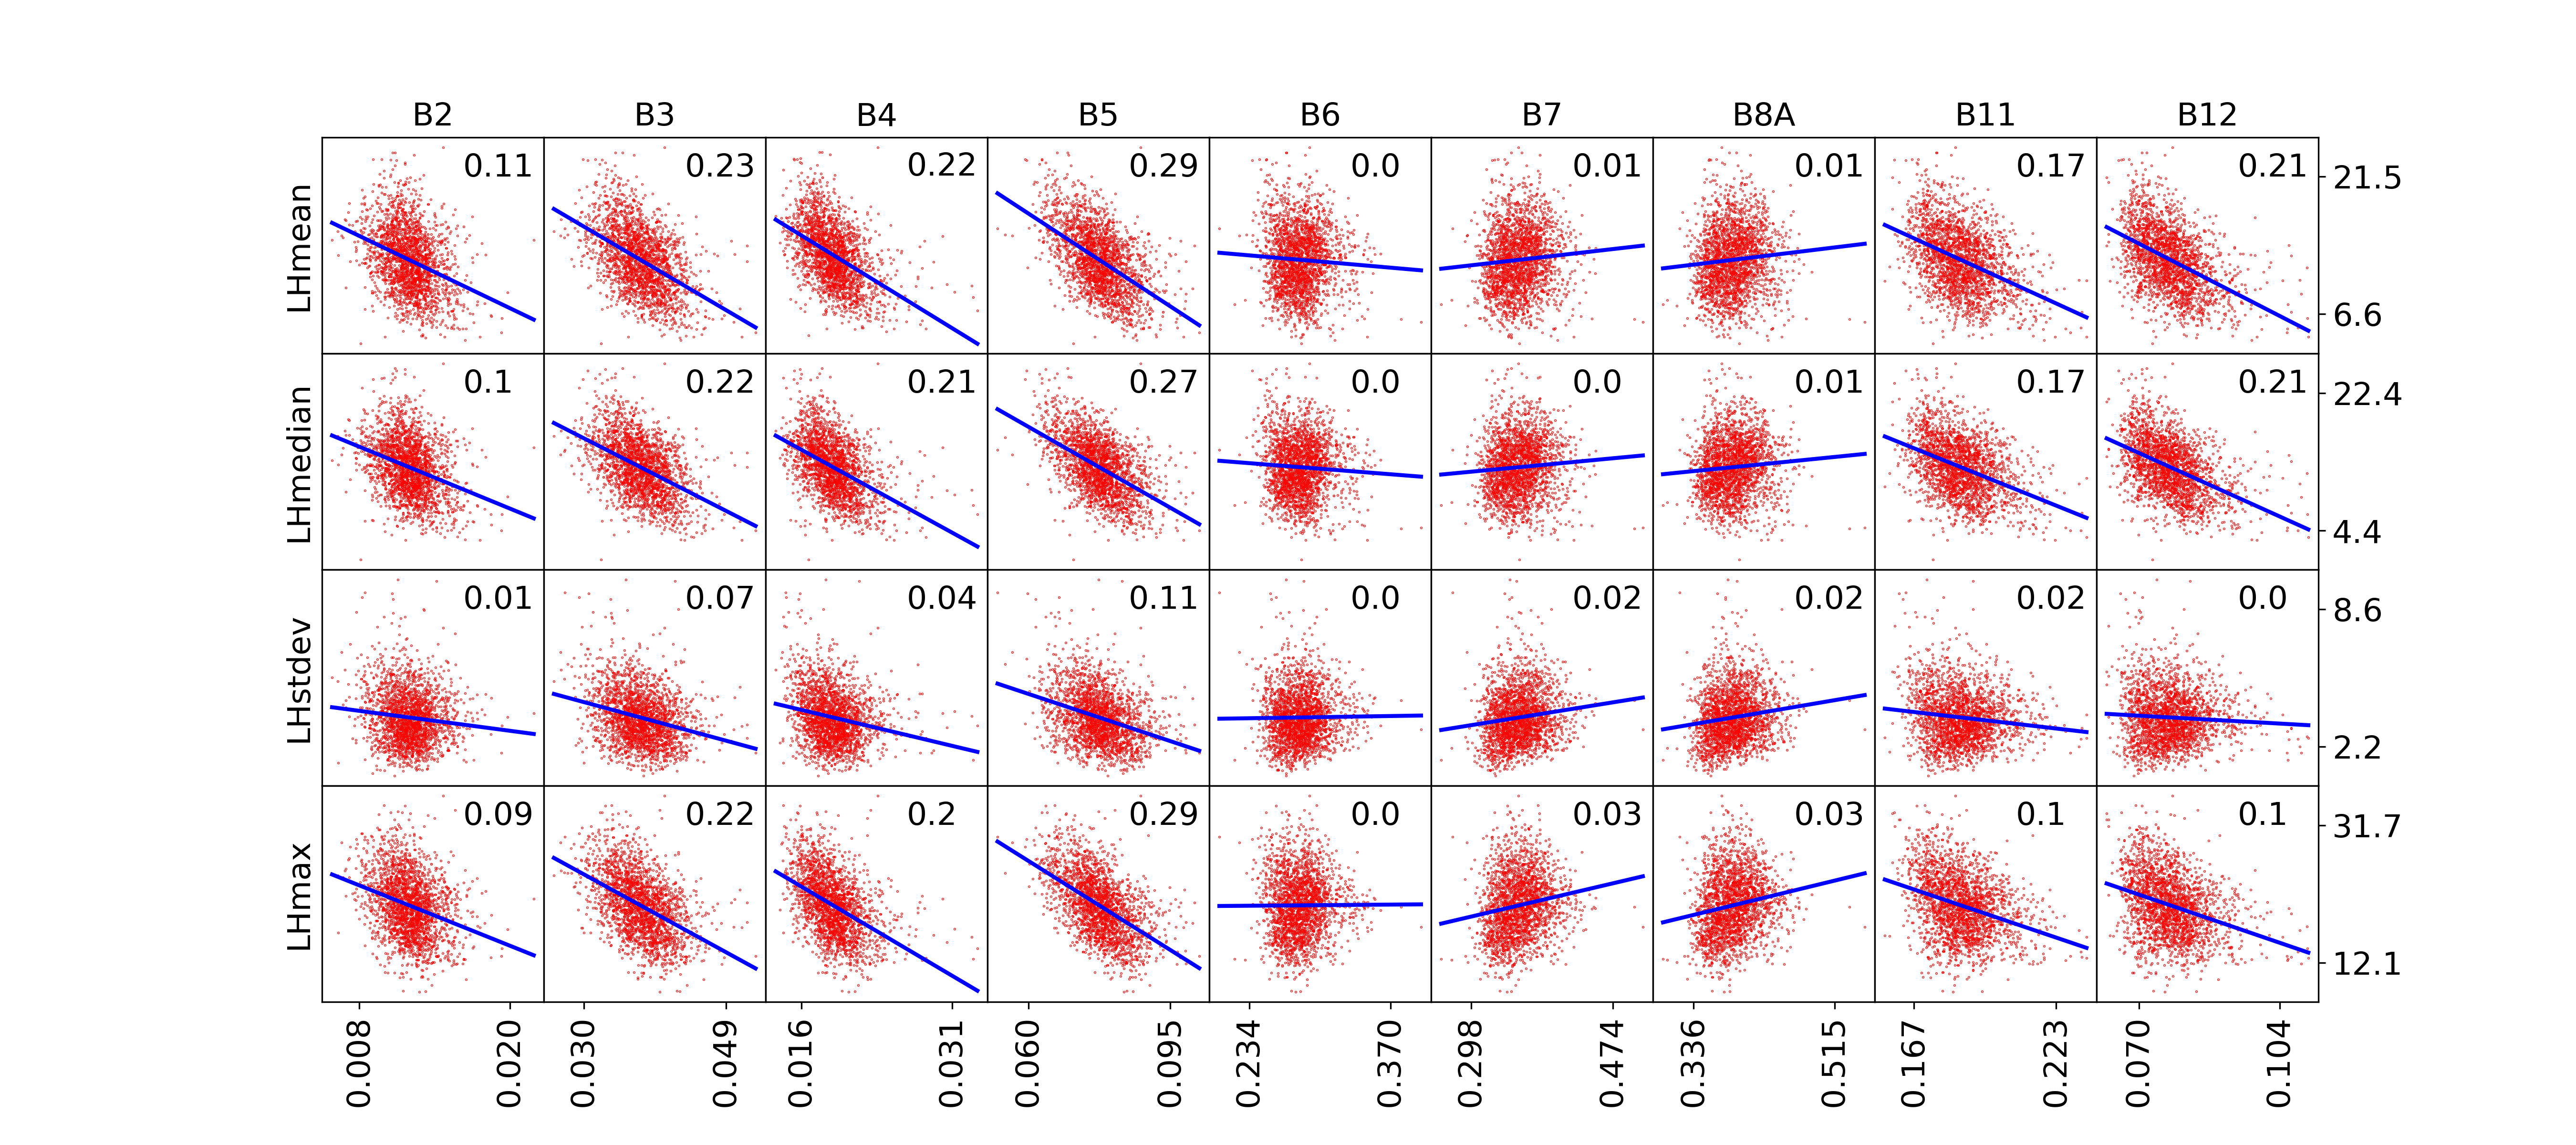 B2 B3 B4 B5 B6 B7 B8A B11 B12
LHmean 0.11 0.23 0.22 0.29 0.0 0.01 0.01 0.17 0.21 21.5
6.6
LHmedian 0.1 0.22 0.21 0.27 0.0 0.0 0.01 0.17 0.21 22.4
4.4
LHstdev 0.01 0.07 0.04 0.11 0.0 0.02 0.02 0.02 0.0 8.6
2.2
LHmax 0.09 0.22 0.2 0.29 0.0 0.03 0.03 0.1 0.1 31.7
12.1
0.008 0.020 0.030 0.049 0.016 0.031 0.060 0.095 0.234 0.370 0.298 0.474 0.336 0.515 0.167 0.223 0.070 0.104